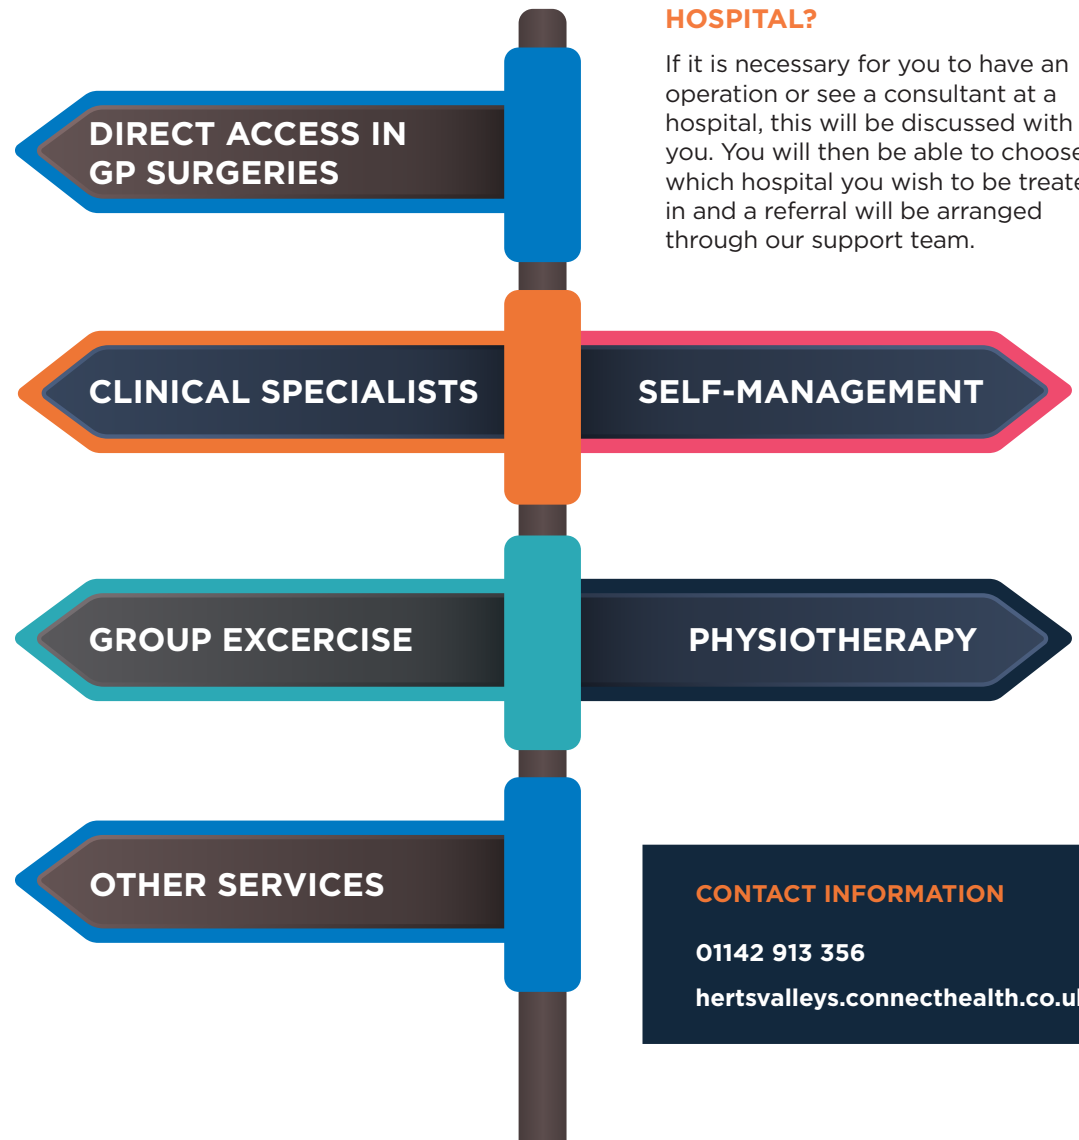 HOSPITAL?
If it is necessary for you to have an
operation or see a consultant at a
hospital, this will be discussed with
you. You will then be able to choose
which hospital you wish to be treate
in and a referral will be arranged
through our support team.
DIRECT ACCESS IN
GP SURGERIES
CLINICAL SPECIALISTS
SELF-MANAGEMENT
GROUP EXCERCISE
PHYSIOTHERAPY
OTHER SERVICES
CONTACT INFORMATION
01142 913 356
hertsvalleys.connecthealth.co.uk